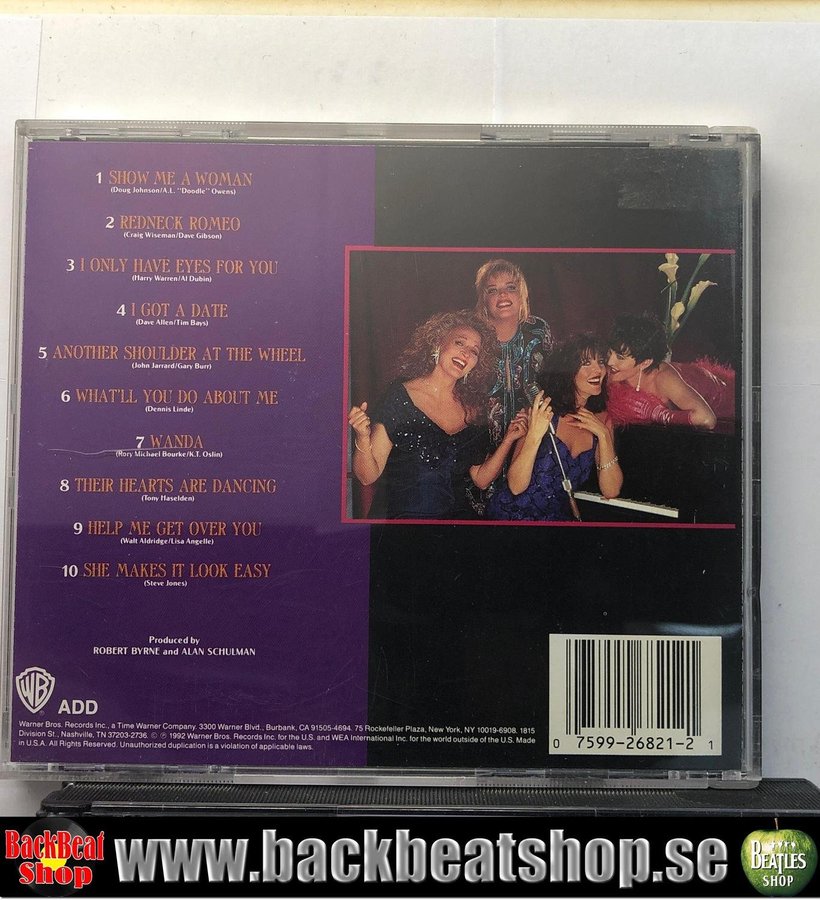 1 SHOW ME A WOMAN
(Doug Johnson/A.L. "Doodle" Owens)
2 REDNECK ROMEO
(Craig Wiseman/Dave Gibson)
3 I ONLY HAVE EYES FOR YOU
(Harry Warren/Al Dubin)
4 I GOT A DATE
(Dave Allen/Tim Bays)
5 ANOTHER SHOULDER AT THE WHEEL
(John Jarrard/Gary Burr)
6 WHAT'LL YOU DO ABOUT ME
(Dennis Linde)
7 WANDA
(Rory Michael Bourke/K.T. Oslin)
8 THEIR HEARTS ARE DANCING
(Tony Haselden)
9 HELP ME GET OVER YOU
(Walt Aldridge/Lisa Angelle)
10 SHE MAKES IT LOOK EASY
(Steve Jones)
Produced by
ROBERT BYRNE and ALAN SCHULMAN
WB ADD
Warner Bros. Records Inc., a Time Warner Company. 3300 Warner Blvd., Burbank, CA 91505-4694. 75 Rockefeller Plaza, New York, NY 10019-6908. 1815
Division St., Nashville, TN 37203-2736. © ℗ 1992 Warner Bros. Records Inc. for the U.S. and WEA International Inc. for the world outside of the U.S. Made
in U.S.A. All Rights Reserved. Unauthorized duplication is a violation of applicable laws.
0 7599-26821-2 1
BackBeat
Shop
www.backbeatshop.se
BEATLES
SHOP